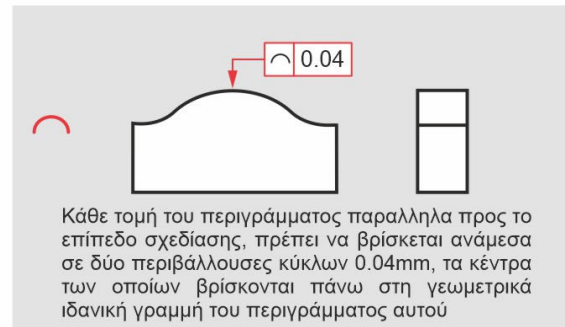 ⌒ 0.04
Κάθε τομή του περιγράμματος παραλληλα προς το
επίπεδο σχεδίασης, πρέπει να βρίσκεται ανάμεσα
σε δύο περιβάλλουσες κύκλων 0.04mm, τα κέντρα
των οποίων βρίσκονται πάνω στη γεωμετρικά
ιδανική γραμμή του περιγράμματος αυτού